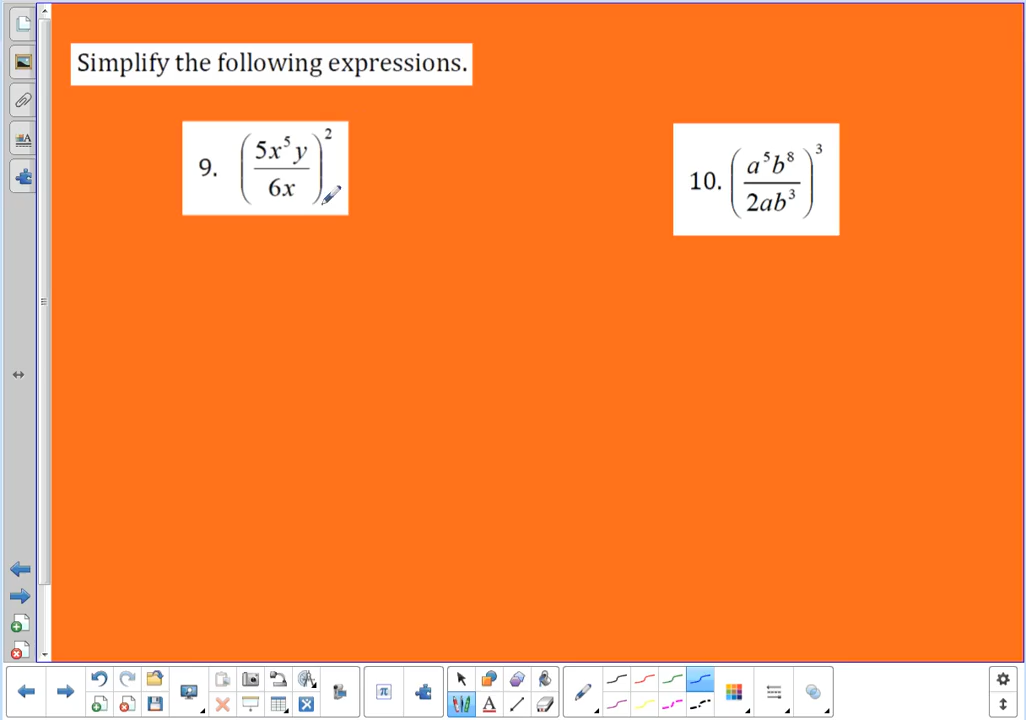 Simplify the following expressions.
9. (5x⁵y / 6x)²
10. (a⁵b⁸ / 2ab³)³